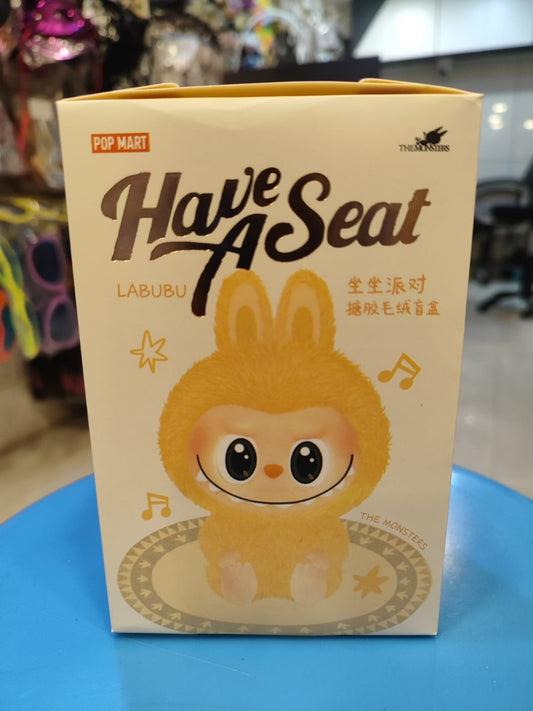 POP MART
THE MONSTERS
Have
A Seat
LABUBU
坐坐派对
搪胶毛绒盲盒
THE MONSTERS